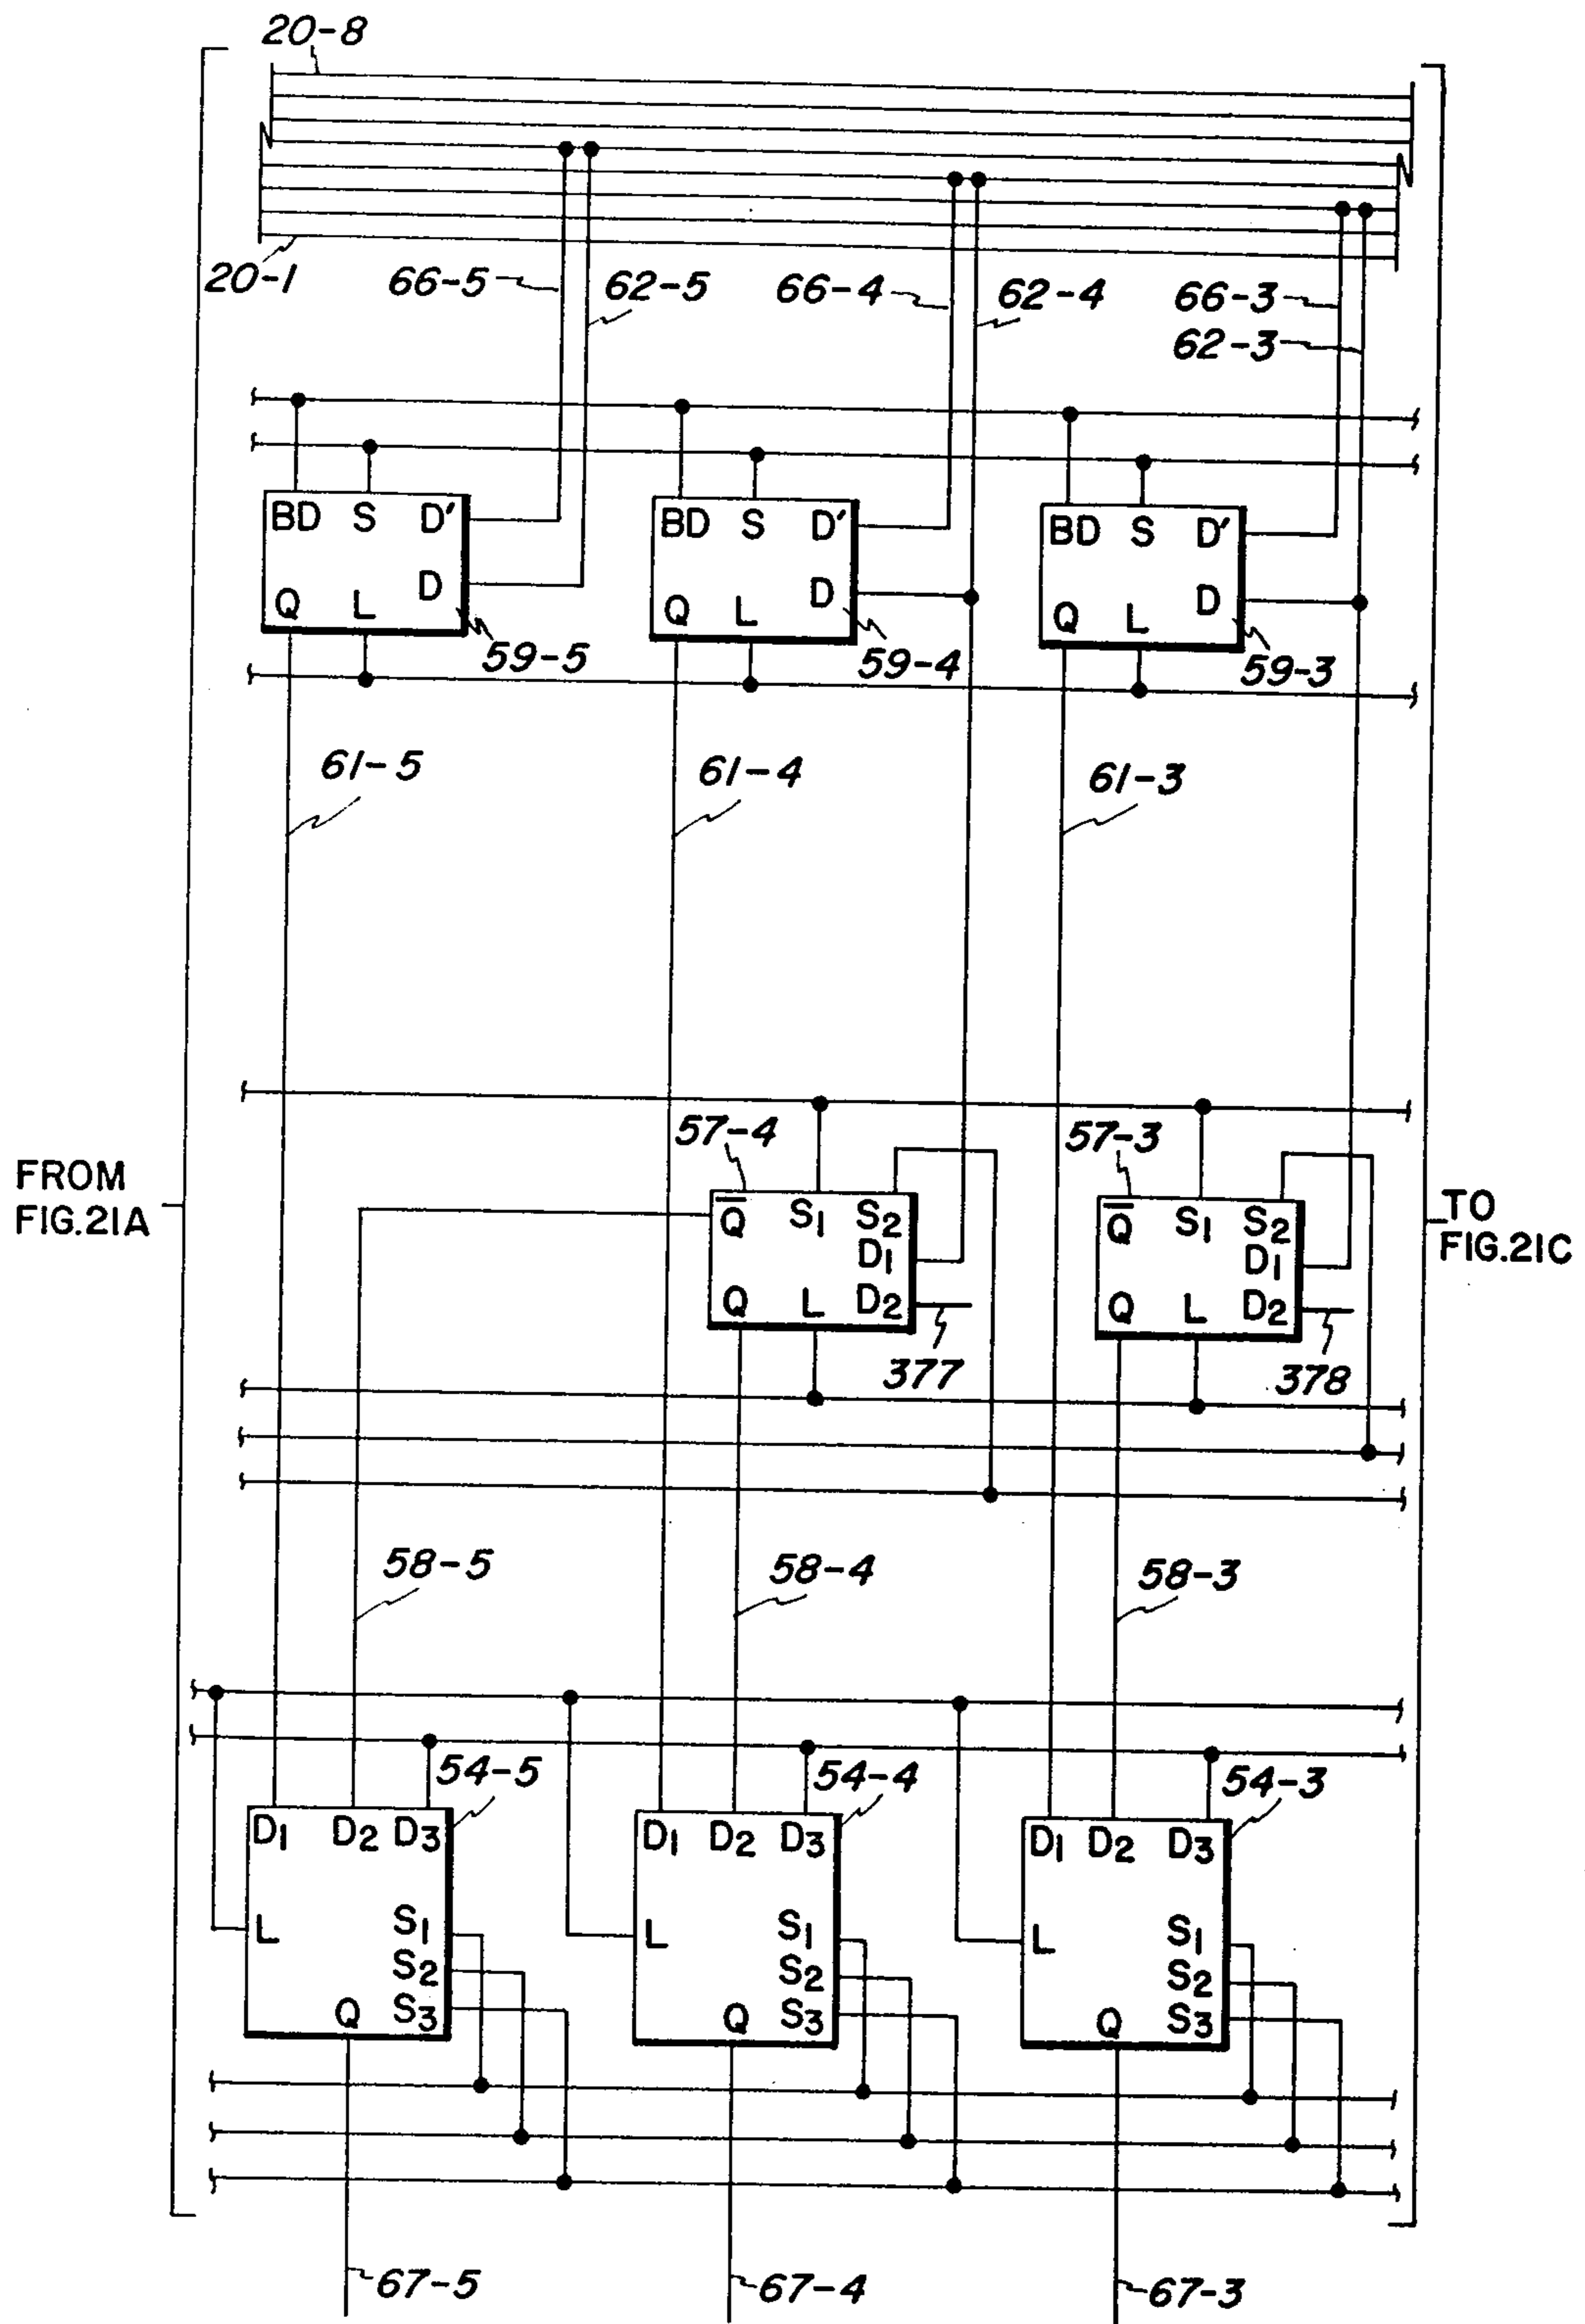 20-8
20-1
66-5
62-5
66-4
62-4
66-3
62-3
BD S D'
Q L D
59-5
BD S D'
Q L D
59-4
BD S D'
Q L D
59-3
61-5
61-4
61-3
FROM
FIG.21A
TO
FIG.21C
57-4
Q̅ S1 S2
D1
Q L D2
377
57-3
Q̅ S1 S2
D1
Q L D2
378
58-5
58-4
58-3
54-5
D1 D2 D3
L
S1
S2
Q S3
54-4
D1 D2 D3
L
S1
S2
Q S3
54-3
D1 D2 D3
L
S1
S2
Q S3
67-5
67-4
67-3